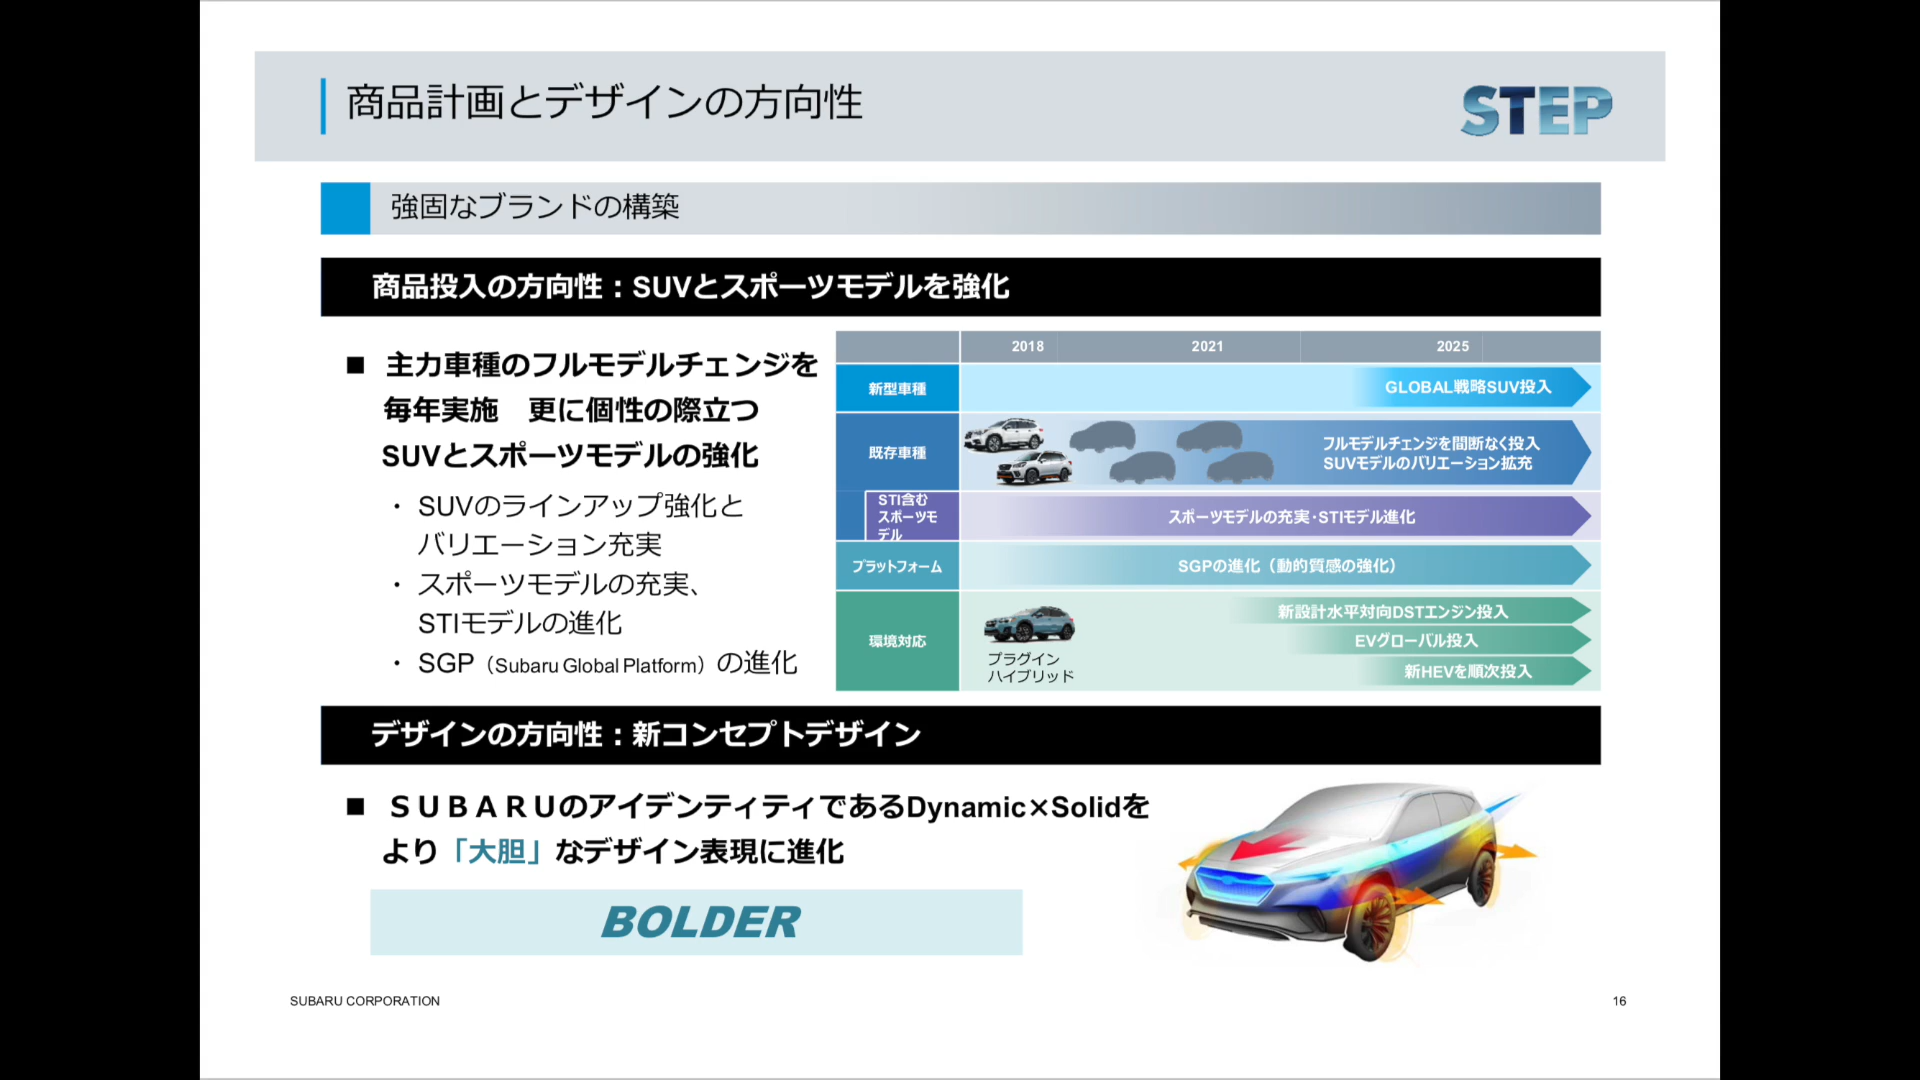 商品計画とデザインの方向性
STEP
強固なブランドの構築
商品投入の方向性：SUVとスポーツモデルを強化
■ 主力車種のフルモデルチェンジを
毎年実施　更に個性の際立つ
SUVとスポーツモデルの強化
・ SUVのラインアップ強化と
バリエーション充実
・ スポーツモデルの充実、
STIモデルの進化
・ SGP（Subaru Global Platform）の進化
2018 2021 2025
新型車種
GLOBAL戦略SUV投入
既存車種
フルモデルチェンジを間断なく投入
SUVモデルのバリエーション拡充
STI含む
スポーツモ
デル
スポーツモデルの充実・STIモデル進化
プラットフォーム
SGPの進化（動的質感の強化）
環境対応
プラグイン
ハイブリッド
新設計水平対向DSTエンジン投入
EVグローバル投入
新HEVを順次投入
デザインの方向性：新コンセプトデザイン
■ ＳＵＢＡＲＵのアイデンティティであるDynamic×Solidを
より「大胆」なデザイン表現に進化
BOLDER
SUBARU CORPORATION
16